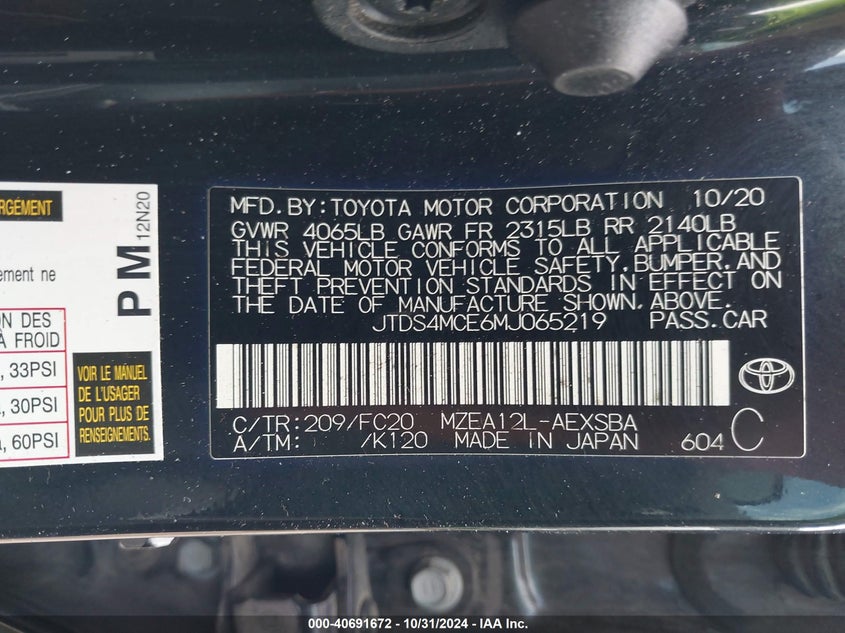 RGEMENT
ement ne
ON DES
À FROID
, 33PSI
, 30PSI
a, 60PSI
PM
12N20
VOIR LE MANUEL
DE L'USAGER
POUR PLUS DE
RENSEIGNEMENTS.
MFD.BY:TOYOTA MOTOR CORPORATION 10/20
GVWR 4065LB GAWR FR 2315LB RR 2140LB
THIS VEHICLE CONFORMS TO ALL APPLICABLE
FEDERAL MOTOR VEHICLE SAFETY,BUMPER,AND
THEFT PREVENTION STANDARDS IN EFFECT ON
THE DATE OF MANUFACTURE SHOWN ABOVE.
JTDS4MCE6MJ065219 PASS.CAR
C/TR:209/FC20 MZEA12L-AEXSBA
A/TM: /K120 MADE IN JAPAN 604 C
000-40691672 - 10/31/2024 - IAA Inc.